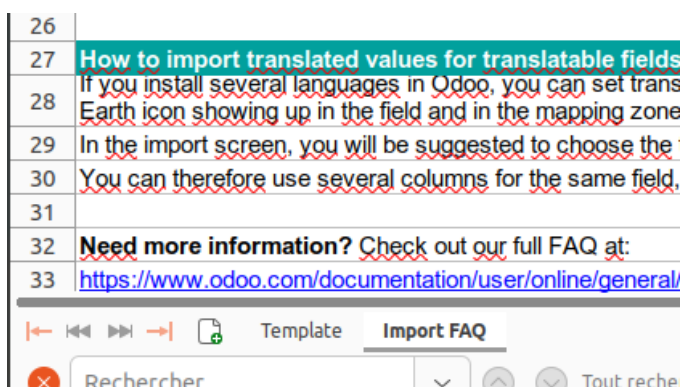 26
27 How to import translated values for translatable fields
28 If you install several languages in Odoo, you can set trans
Earth icon showing up in the field and in the mapping zone
29 In the import screen, you will be suggested to choose the
30 You can therefore use several columns for the same field,
31
32 Need more information? Check out our full FAQ at:
33 https://www.odoo.com/documentation/user/online/general/
Template Import FAQ
Rechercher Tout reche